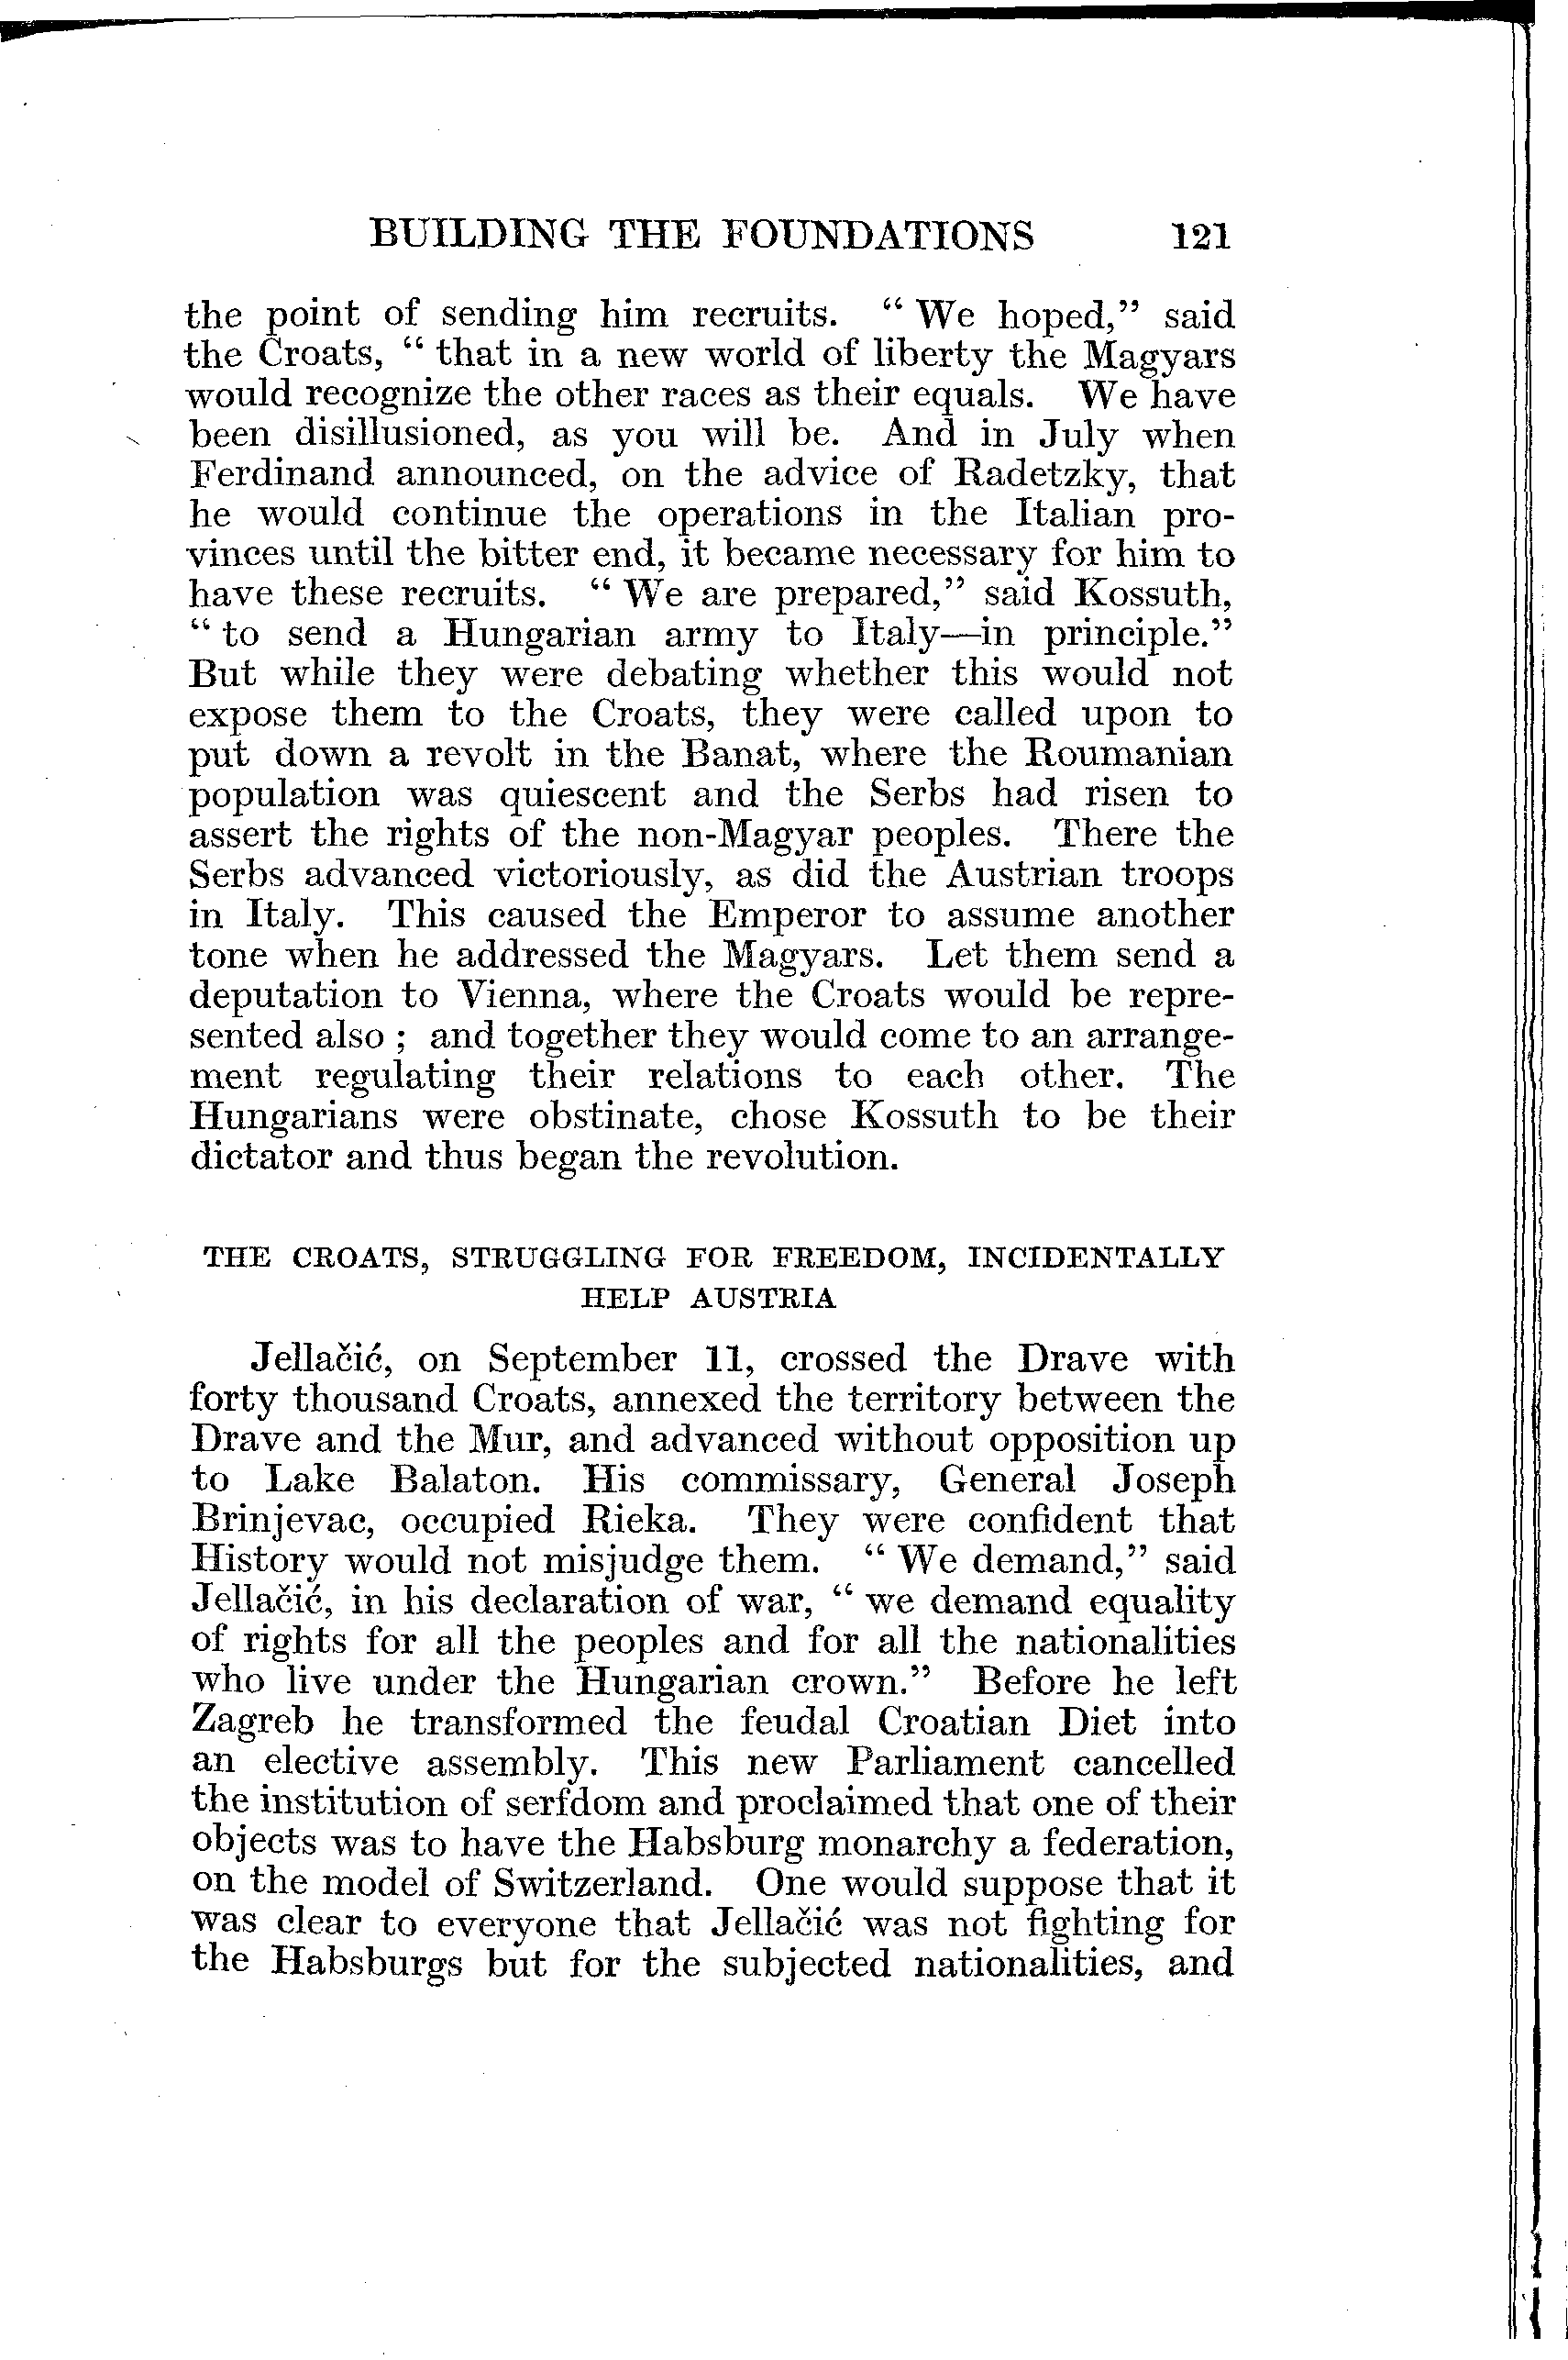 BUILDING THE FOUNDATIONS 121
the point of sending him recruits. “ We hoped,” said
the Croats, “ that in a new world of liberty the Magyars
would recognize the other races as their equals. We have
been disillusioned, as you will be. And in July when
Ferdinand announced, on the advice of Radetzky, that
he would continue the operations in the Italian pro-
vinces until the bitter end, it became necessary for him to
have these recruits. “ We are prepared,” said Kossuth,
“ to send a Hungarian army to Italy—in principle.”
But while they were debating whether this would not
expose them to the Croats, they were called upon to
put down a revolt in the Banat, where the Roumanian
population was quiescent and the Serbs had risen to
assert the rights of the non-Magyar peoples. There the
Serbs advanced victoriously, as did the Austrian troops
in Italy. This caused the Emperor to assume another
tone when he addressed the Magyars. Let them send a
deputation to Vienna, where the Croats would be repre-
sented also ; and together they would come to an arrange-
ment regulating their relations to each other. The
Hungarians were obstinate, chose Kossuth to be their
dictator and thus began the revolution.
THE CROATS, STRUGGLING FOR FREEDOM, INCIDENTALLY
HELP AUSTRIA
Jellačić, on September 11, crossed the Drave with
forty thousand Croats, annexed the territory between the
Drave and the Mur, and advanced without opposition up
to Lake Balaton. His commissary, General Joseph
Brinjevac, occupied Rieka. They were confident that
History would not misjudge them. “ We demand,” said
Jellačić, in his declaration of war, “ we demand equality
of rights for all the peoples and for all the nationalities
who live under the Hungarian crown.” Before he left
Zagreb he transformed the feudal Croatian Diet into
an elective assembly. This new Parliament cancelled
the institution of serfdom and proclaimed that one of their
objects was to have the Habsburg monarchy a federation,
on the model of Switzerland. One would suppose that it
was clear to everyone that Jellačić was not fighting for
the Habsburgs but for the subjected nationalities, and